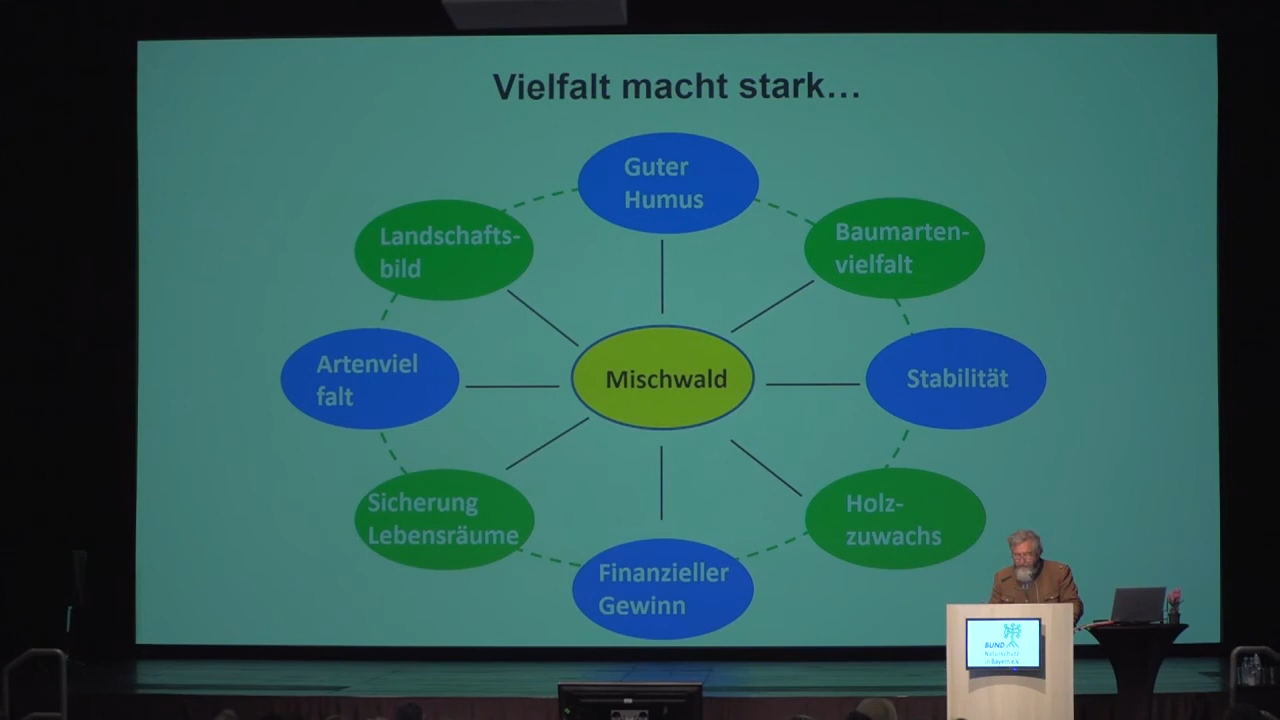 Vielfalt macht stark...
Guter
Humus
Landschafts-
bild
Baumarten-
vielfalt
Artenviel
falt
Mischwald
Stabilität
Sicherung
Lebensräume
Holz-
zuwachs
Finanzieller
Gewinn
BUND
Naturschutz
in Bayern e.V.